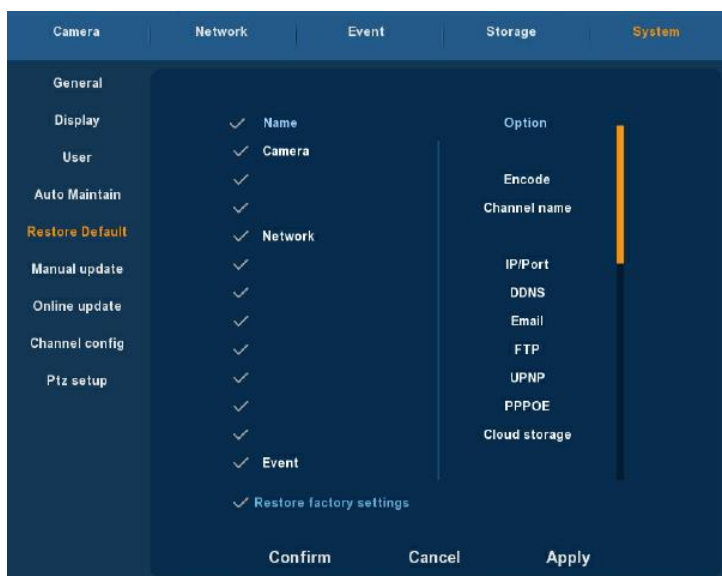 Camera Network Event Storage System
General
Display
User
Auto Maintain
Restore Default
Manual update
Online update
Channel config
Ptz setup
Name Option
Camera
Encode
Channel name
Network
IP/Port
DDNS
Email
FTP
UPNP
PPPOE
Cloud storage
Event
Restore factory settings
Confirm Cancel Apply